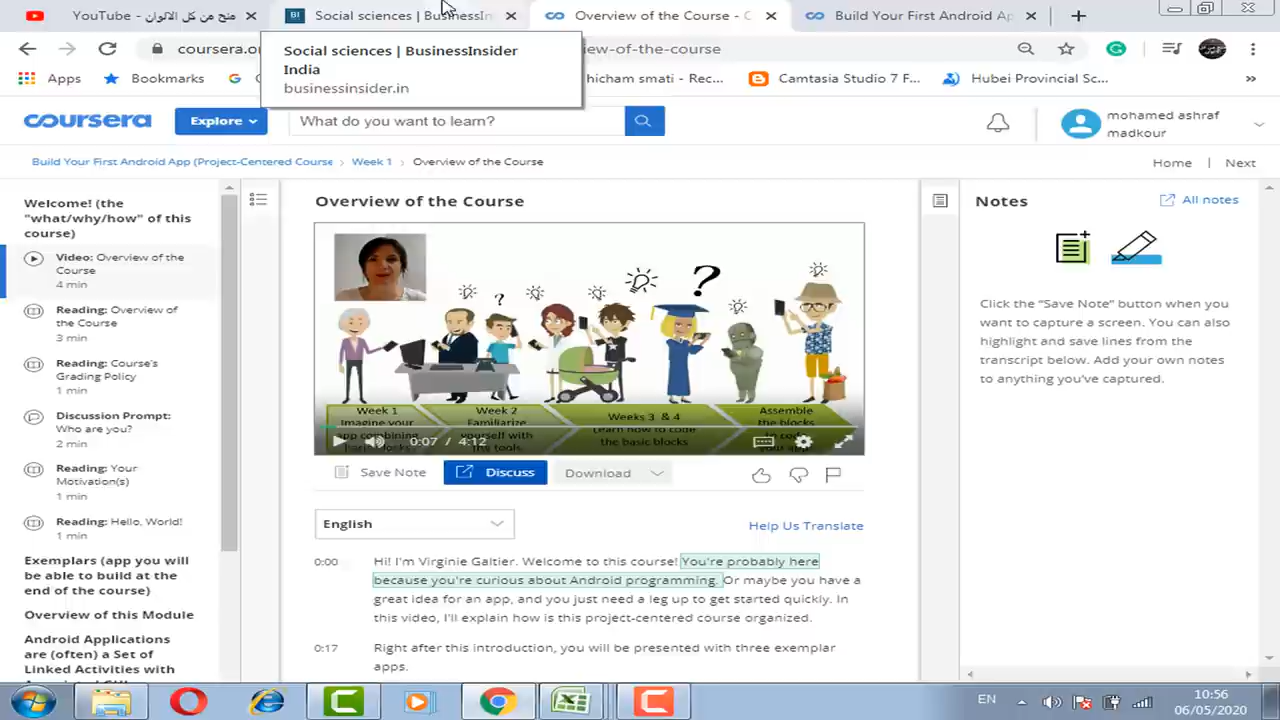 منح من كل الالوان - YouTube
Social sciences | BusinessIn
Overview of the Course - C
Build Your First Android Ap
coursera.or
iew-of-the-course
Social sciences | BusinessInsider
India
businessinsider.in
Apps
Bookmarks
hicham smati - Rec...
Camtasia Studio 7 F...
Hubei Provincial Sc...
»
coursera
Explore
What do you want to learn?
mohamed ashraf
madkour
Build Your First Android App (Project-Centered Course
Week 1
Overview of the Course
Home
Next
Welcome! (the
"what/why/how" of this
course)
Video: Overview of the
Course
4 min
Reading: Overview of
the Course
3 min
Reading: Course's
Grading Policy
1 min
Discussion Prompt:
Who are you?
2 min
Reading: Your
Motivation(s)
1 min
Reading: Hello, World!
1 min
Exemplars (app you will
be able to build at the
end of the course)
Overview of this Module
Android Applications
are (often) a Set of
Linked Activities with
Overview of the Course
? ? ?
Week 1
Imagine your
app combining
Week 2
Familiarize
yourself with
the tools
Weeks 3 & 4
Learn how to code
the basic blocks
Assemble
the blocks
to code
0:07 / 4:12
Save Note
Discuss
Download
English
Help Us Translate
0:00
Hi! I'm Virginie Galtier. Welcome to this course! You're probably here
because you're curious about Android programming. Or maybe you have a
great idea for an app, and you just need a leg up to get started quickly. In
this video, I'll explain how is this project-centered course organized.
0:17
Right after this introduction, you will be presented with three exemplar
apps.
Notes
All notes
Click the “Save Note” button when you
want to capture a screen. You can also
highlight and save lines from the
transcript below. Add your own notes
to anything you've captured.
EN
10:56
06/05/2020